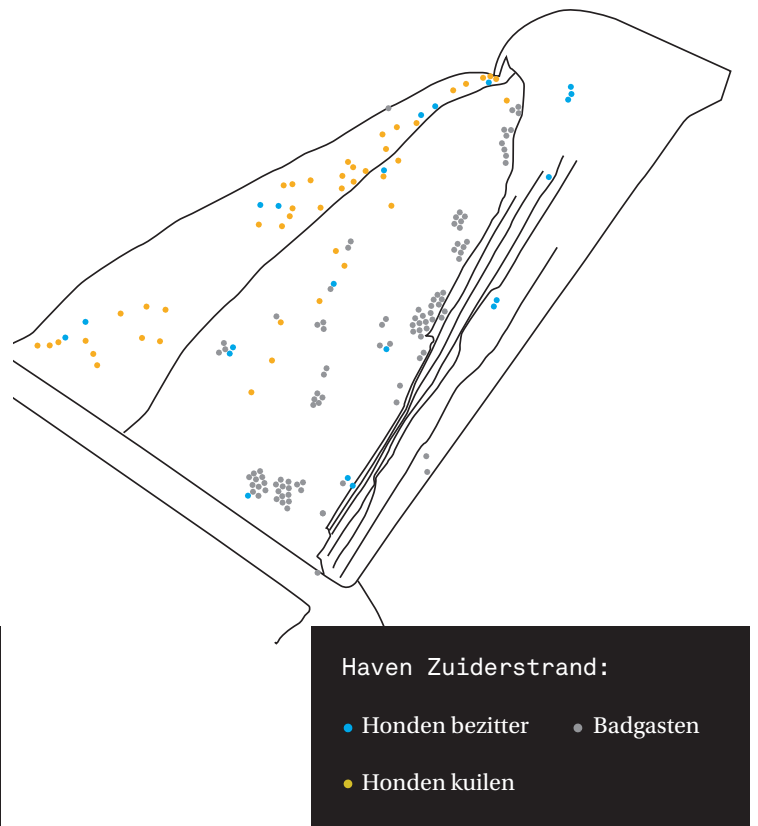 Haven Zuiderstrand:
Honden bezitter
Badgasten
Honden kuilen